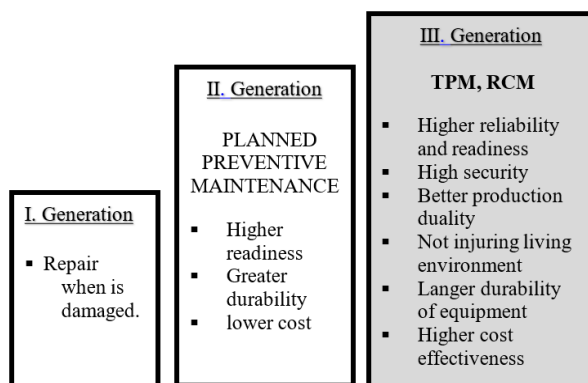 I. Generation
▪ Repair
when is
damaged.
II. Generation
PLANNED
PREVENTIVE
MAINTENANCE
▪ Higher
readiness
▪ Greater
durability
▪ lower cost
III. Generation
TPM, RCM
▪ Higher reliability
and readiness
▪ High security
▪ Better production
duality
▪ Not injuring living
environment
▪ Langer durability
of equipment
▪ Higher cost
effectiveness